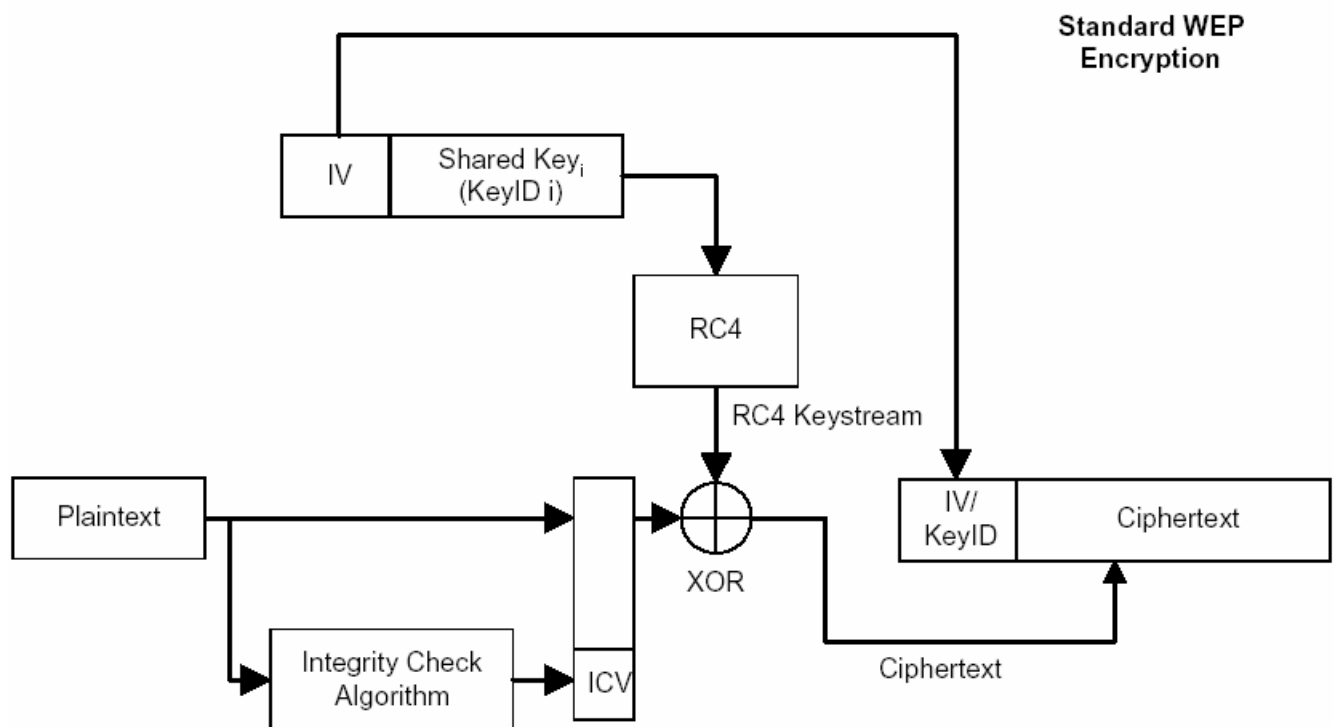 Standard WEP
Encryption
IV
Shared Keyᵢ
(KeyID i)
RC4
RC4 Keystream
Plaintext
IV/
KeyID
Ciphertext
XOR
Integrity Check
Algorithm
ICV
Ciphertext